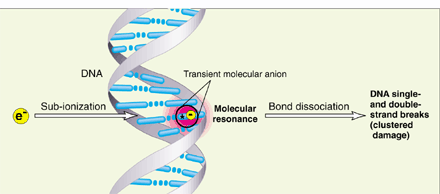 DNA
Transient molecular anion
e-
Sub-ionization
*
-
Molecular
resonance
Bond dissociation
DNA single-
and double-
strand breaks
(clustered
damage)